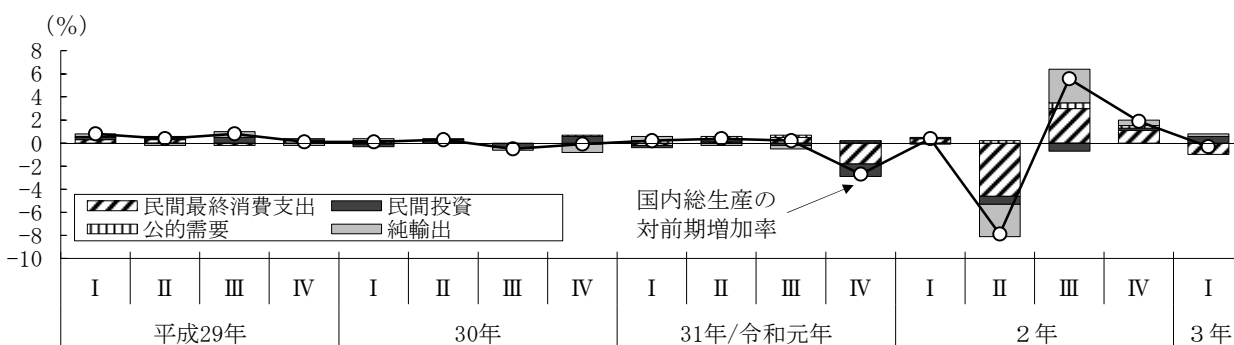 (%)
8
6
4
2
0
-2
-4
-6
-8
-10
国内総生産の
対前期増加率
民間最終消費支出 民間投資
公的需要 純輸出
Ⅰ Ⅱ Ⅲ Ⅳ Ⅰ Ⅱ Ⅲ Ⅳ Ⅰ Ⅱ Ⅲ Ⅳ Ⅰ Ⅱ Ⅲ Ⅳ Ⅰ
平成29年 30年 31年/令和元年 2年 3年